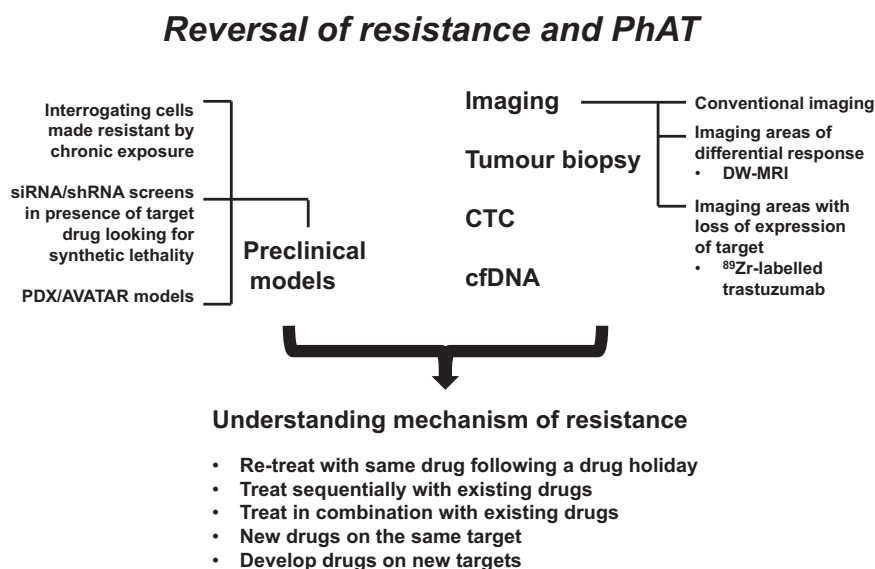 Reversal of resistance and PhAT
Interrogating cells
made resistant by
chronic exposure
siRNA/shRNA screens
in presence of target
drug looking for
synthetic lethality
PDX/AVATAR models
Preclinical
models
Imaging
Tumour biopsy
CTC
cfDNA
Conventional imaging
Imaging areas of
differential response
• DW-MRI
Imaging areas with
loss of expression
of target
• ⁸⁹Zr-labelled
trastuzumab
Understanding mechanism of resistance
• Re-treat with same drug following a drug holiday
• Treat sequentially with existing drugs
• Treat in combination with existing drugs
• New drugs on the same target
• Develop drugs on new targets